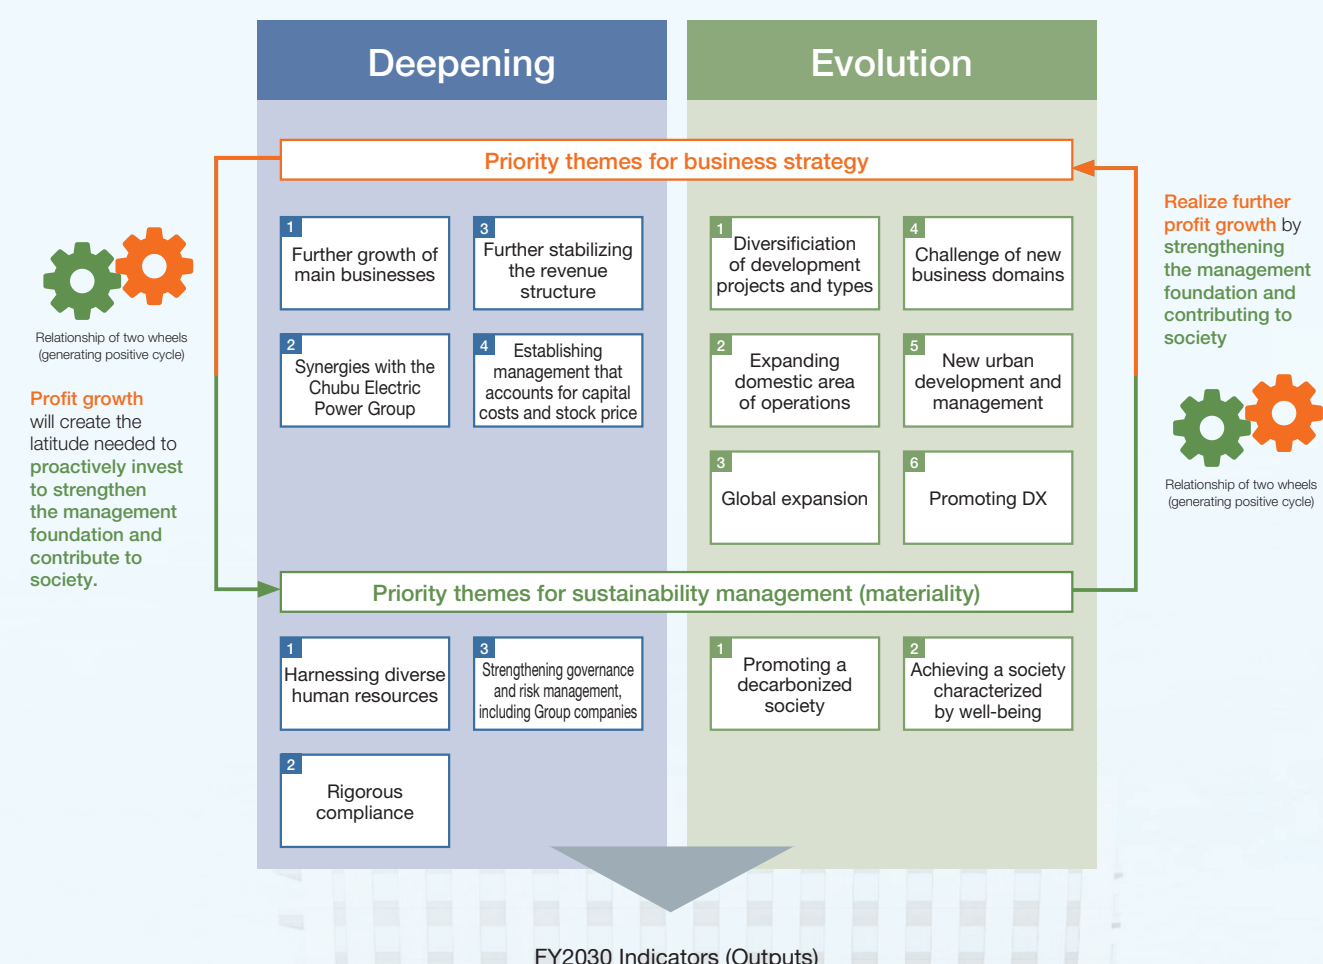 Deepening
Evolution
Priority themes for business strategy
1
Further growth of
main businesses
3
Further stabilizing
the revenue
structure
2
Synergies with the
Chubu Electric
Power Group
4
Establishing
management that
accounts for capital
costs and stock price
1
Diversificiation
of development
projects and types
4
Challenge of new
business domains
2
Expanding
domestic area
of operations
5
New urban
development and
management
3
Global expansion
6
Promoting DX
Relationship of two wheels
(generating positive cycle)
Profit growth
will create the
latitude needed to
proactively invest
to strengthen
the management
foundation and
contribute to
society.
Realize further
profit growth by
strengthening
the management
foundation and
contributing to
society
Relationship of two wheels
(generating positive cycle)
Priority themes for sustainability management (materiality)
1
Harnessing diverse
human resources
3
Strengthening governance
and risk management,
including Group companies
2
Rigorous
compliance
1
Promoting a
decarbonized
society
2
Achieving a society
characterized
by well-being
FY2030 Indicators (Outputs)